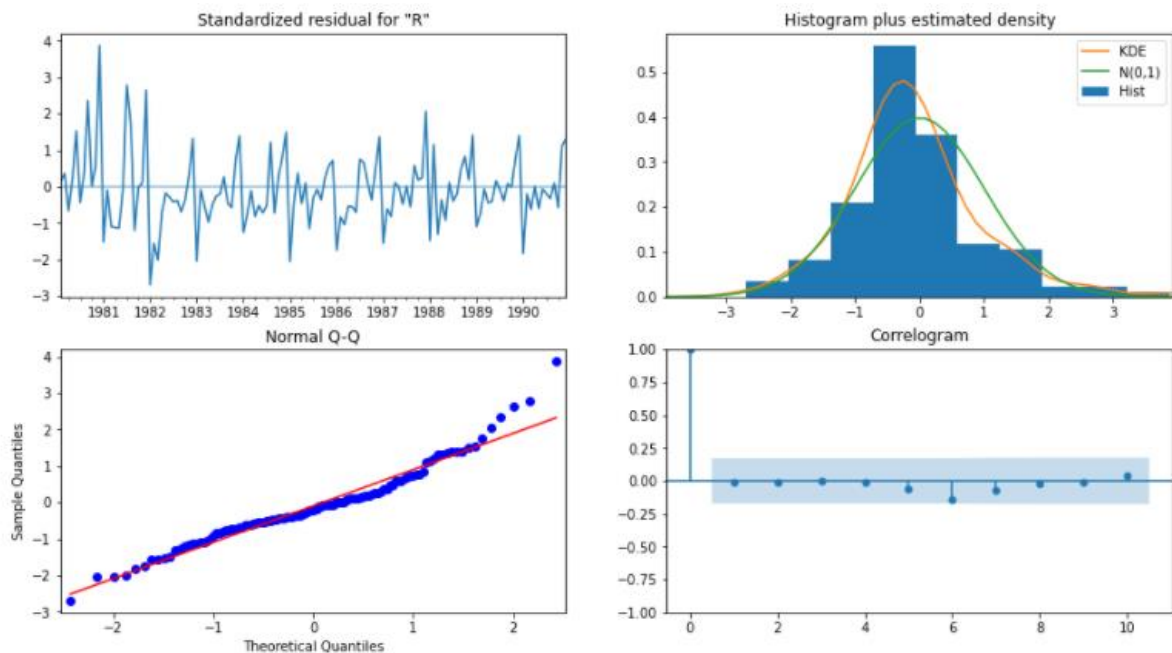 Standardized residual for "R"
4
3
2
1
0
−1
−2
−3
1981 1982 1983 1984 1985 1986 1987 1988 1989 1990
Histogram plus estimated density
KDE
N(0,1)
Hist
0.5
0.4
0.3
0.2
0.1
0.0
−3 −2 −1 0 1 2 3
Normal Q-Q
Sample Quantiles
4
3
2
1
0
−1
−2
−3
−2 −1 0 1 2
Theoretical Quantiles
Correlogram
1.00
0.75
0.50
0.25
0.00
−0.25
−0.50
−0.75
−1.00
0 2 4 6 8 10